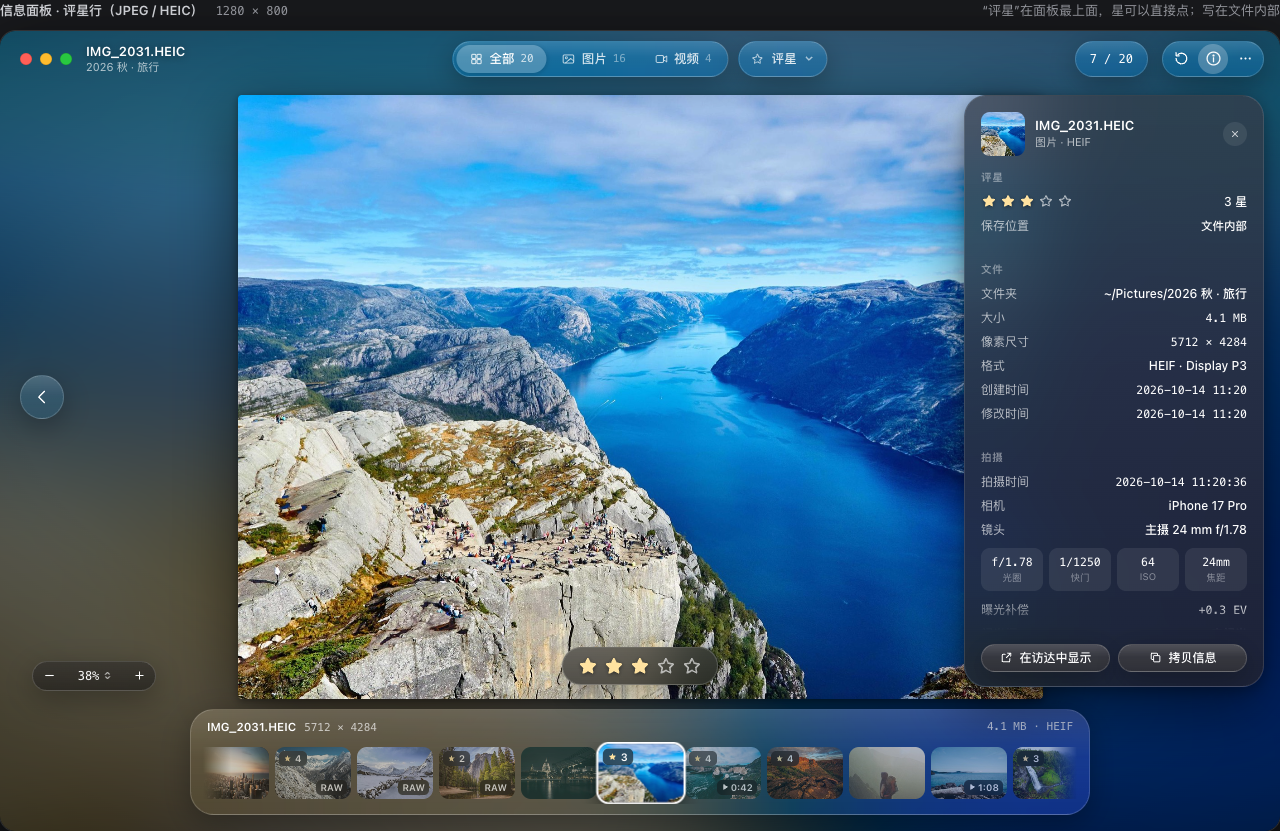 信息面板 · 评星行（JPEG / HEIC） 1280 × 800
“评星”在面板最上面，星可以直接点；写在文件内部
IMG_2031.HEIC
2026 秋 · 旅行
全部 20 图片 16 视频 4 评星
7 / 20
IMG_2031.HEIC
图片 · HEIF
评星
3 星
保存位置 文件内部
文件
文件夹 ~/Pictures/2026 秋 · 旅行
大小 4.1 MB
像素尺寸 5712 × 4284
格式 HEIF · Display P3
创建时间 2026-10-14 11:20
修改时间 2026-10-14 11:20
拍摄
拍摄时间 2026-10-14 11:20:36
相机 iPhone 17 Pro
镜头 主摄 24 mm f/1.78
f/1.78 1/1250 64 24mm
光圈 快门 ISO 焦距
曝光补偿 +0.3 EV
在访达中显示 拷贝信息
38%
IMG_2031.HEIC 5712 × 4284 4.1 MB · HEIF
★ 4 ★ 2 ★ 3 ★ 4 ★ 4 ★ 3
RAW RAW RAW 0:42 1:08